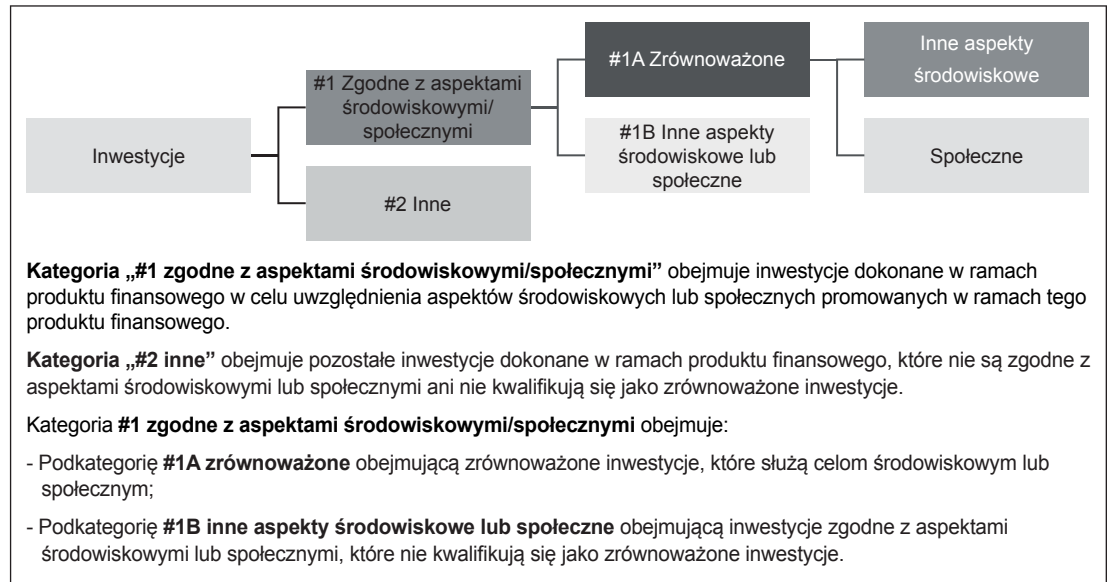 Inwestycje
#1 Zgodne z aspektami
środowiskowymi/
społecznymi
#2 Inne
#1A Zrównoważone
#1B Inne aspekty
środowiskowe lub
społeczne
Inne aspekty
środowiskowe
Społeczne
Kategoria „#1 zgodne z aspektami środowiskowymi/społecznymi” obejmuje inwestycje dokonane w ramach
produktu finansowego w celu uwzględnienia aspektów środowiskowych lub społecznych promowanych w ramach tego
produktu finansowego.
Kategoria „#2 inne” obejmuje pozostałe inwestycje dokonane w ramach produktu finansowego, które nie są zgodne z
aspektami środowiskowymi lub społecznymi ani nie kwalifikują się jako zrównoważone inwestycje.
Kategoria #1 zgodne z aspektami środowiskowymi/społecznymi obejmuje:
- Podkategorię #1A zrównoważone obejmującą zrównoważone inwestycje, które służą celom środowiskowym lub
społecznym;
- Podkategorię #1B inne aspekty środowiskowe lub społeczne obejmującą inwestycje zgodne z aspektami
środowiskowymi lub społecznymi, które nie kwalifikują się jako zrównoważone inwestycje.